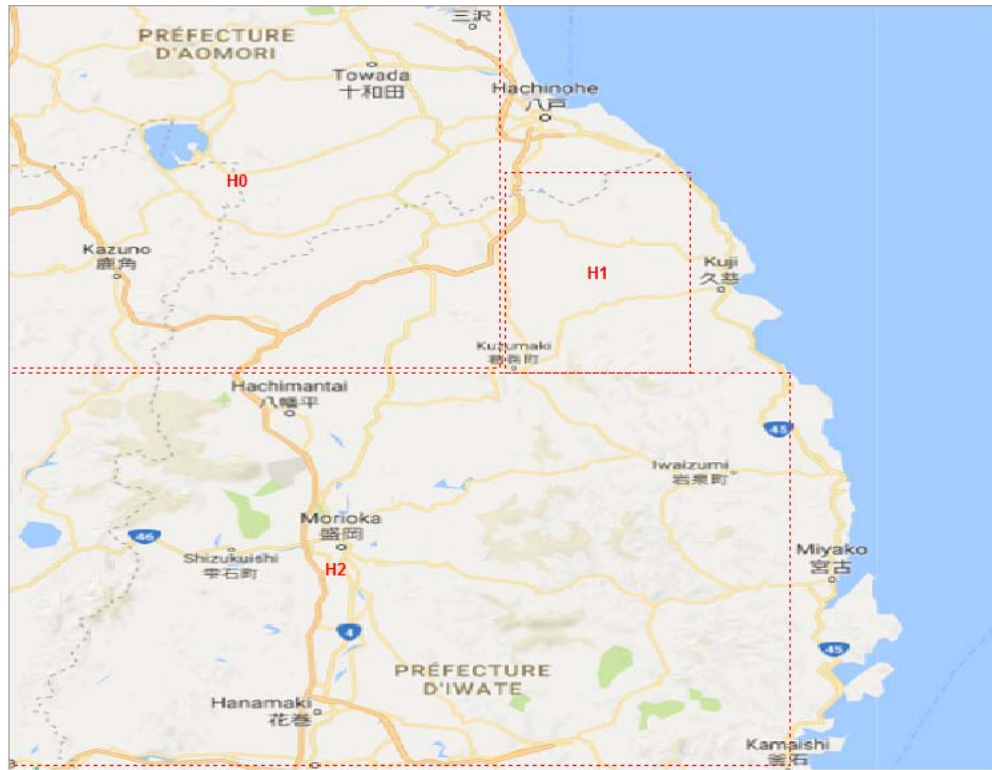 三沢
PRÉFECTURE
D'AOMORI
Towada
十和田
Hachinohe
八戸
H0
Kazuno
鹿角
H1
Kuji
久慈
Kuzumaki
葛巻町
Hachimantai
八幡平
45
Iwaizumi
岩泉町
46
Morioka
盛岡
Shizukuishi
雫石町
H2
Miyako
宮古
4
45
PRÉFECTURE
D'IWATE
Hanamaki
花巻
Kamaishi
釜石